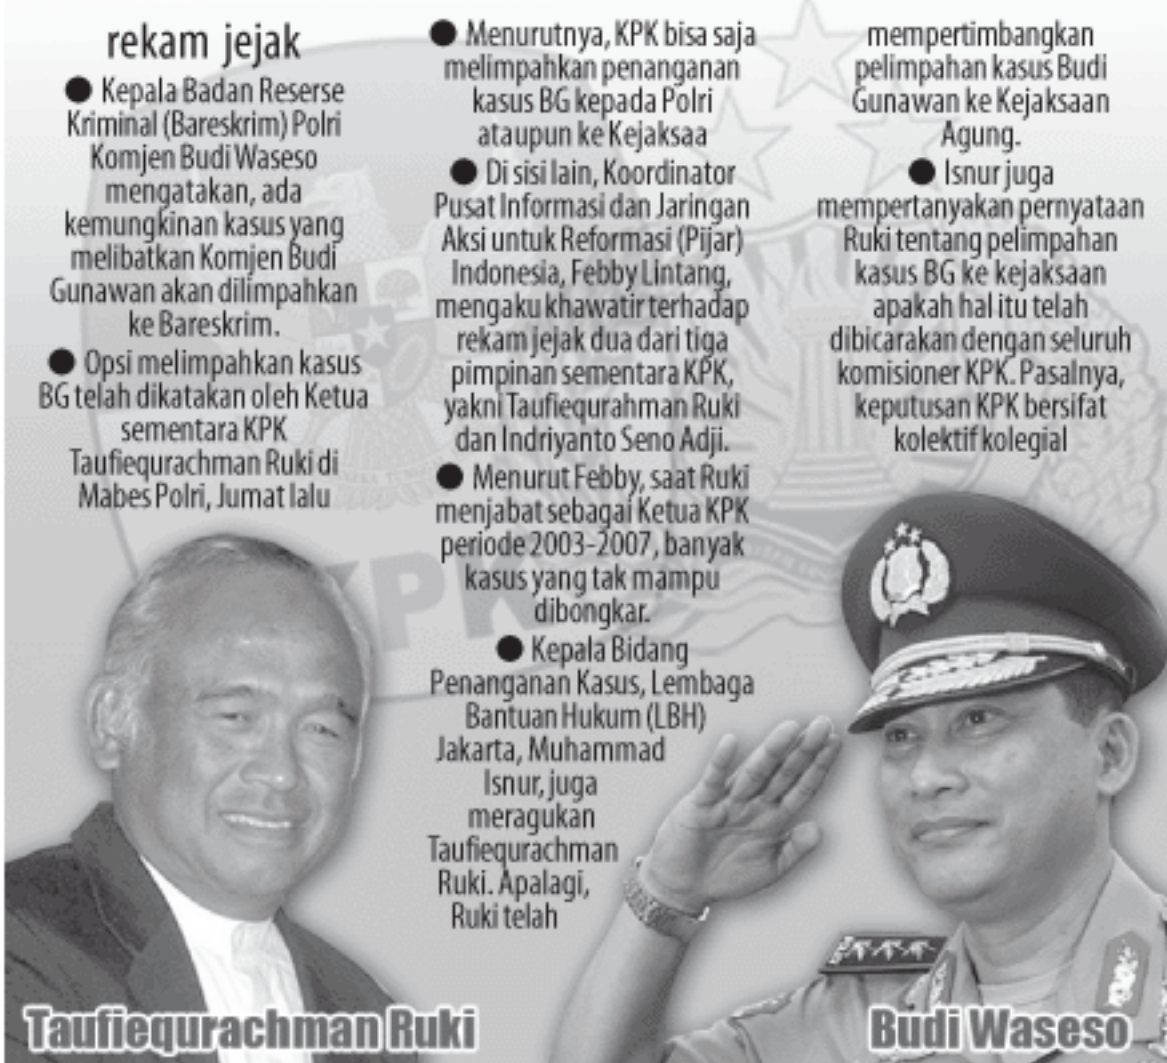 rekam jejak
● Kepala Badan Reserse
Kriminal (Bareskrim) Polri
Komjen Budi Waseso
mengatakan, ada
kemungkinan kasus yang
melibatkan Komjen Budi
Gunawan akan dilimpahkan
ke Bareskrim.
● Opsi melimpahkan kasus
BG telah dikatakan oleh Ketua
sementara KPK
Taufiequrachman Ruki di
Mabes Polri, Jumat lalu
● Menurutnya, KPK bisa saja
melimpahkan penanganan
kasus BG kepada Polri
ataupun ke Kejaksaa
● Di sisi lain, Koordinator
Pusat Informasi dan Jaringan
Aksi untuk Reformasi (Pijar)
Indonesia, Febby Lintang,
mengaku khawatir terhadap
rekam jejak dua dari tiga
pimpinan sementara KPK,
yakni Taufiequrahman Ruki
dan Indriyanto Seno Adji.
● Menurut Febby, saat Ruki
menjabat sebagai Ketua KPK
periode 2003-2007, banyak
kasus yang tak mampu
dibongkar.
● Kepala Bidang
Penanganan Kasus, Lembaga
Bantuan Hukum (LBH)
Jakarta, Muhammad
Isnur, juga
meragukan
Taufiequrachman
Ruki. Apalagi,
Ruki telah
mempertimbangkan
pelimpahan kasus Budi
Gunawan ke Kejaksaan
Agung.
● Isnur juga
mempertanyakan pernyataan
Ruki tentang pelimpahan
kasus BG ke kejaksaan
apakah hal itu telah
dibicarakan dengan seluruh
komisioner KPK. Pasalnya,
keputusan KPK bersifat
kolektif kolegial
KPK
Taufiequrachman Ruki
Budi Waseso